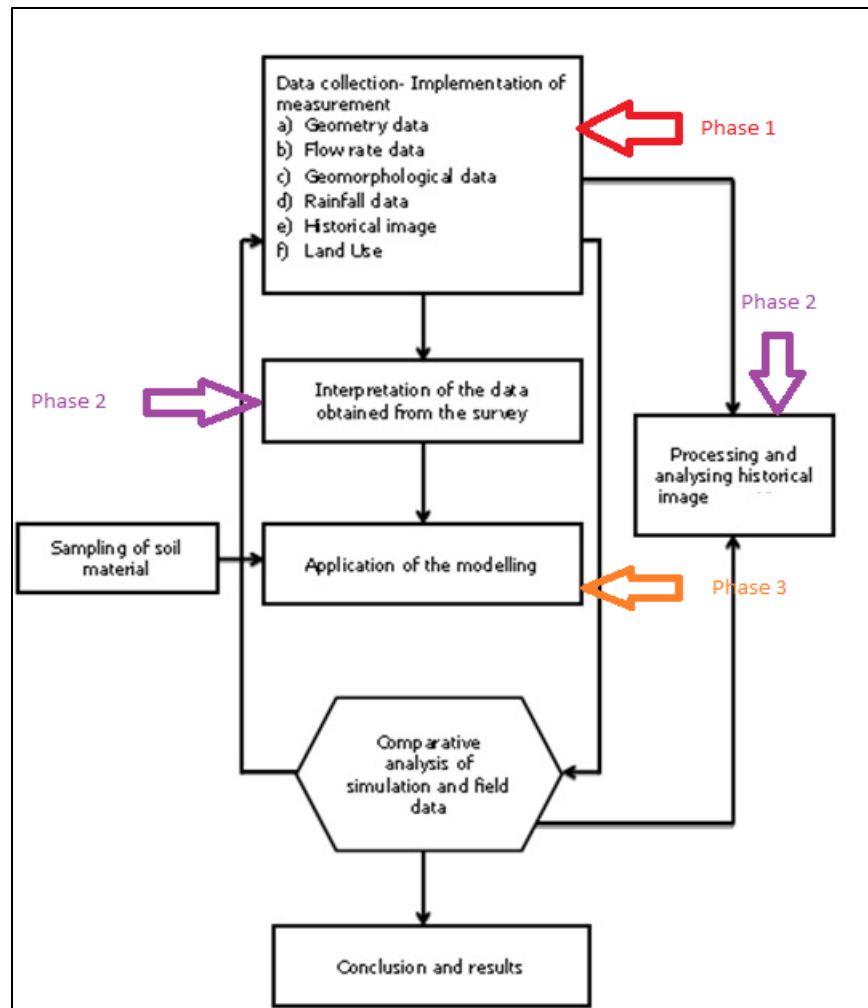 Data collection- Implementation of
measurement
a) Geometry data
b) Flow rate data
c) Geomorphological data
d) Rainfall data
e) Historical image
f) Land Use
Phase 1
Phase 2
Phase 2
Interpretation of the data
obtained from the survey
Processing and
analysing historical
image
Sampling of soil
material
Application of the modelling
Phase 3
Comparative
analysis of
simulation and field
data
Conclusion and results